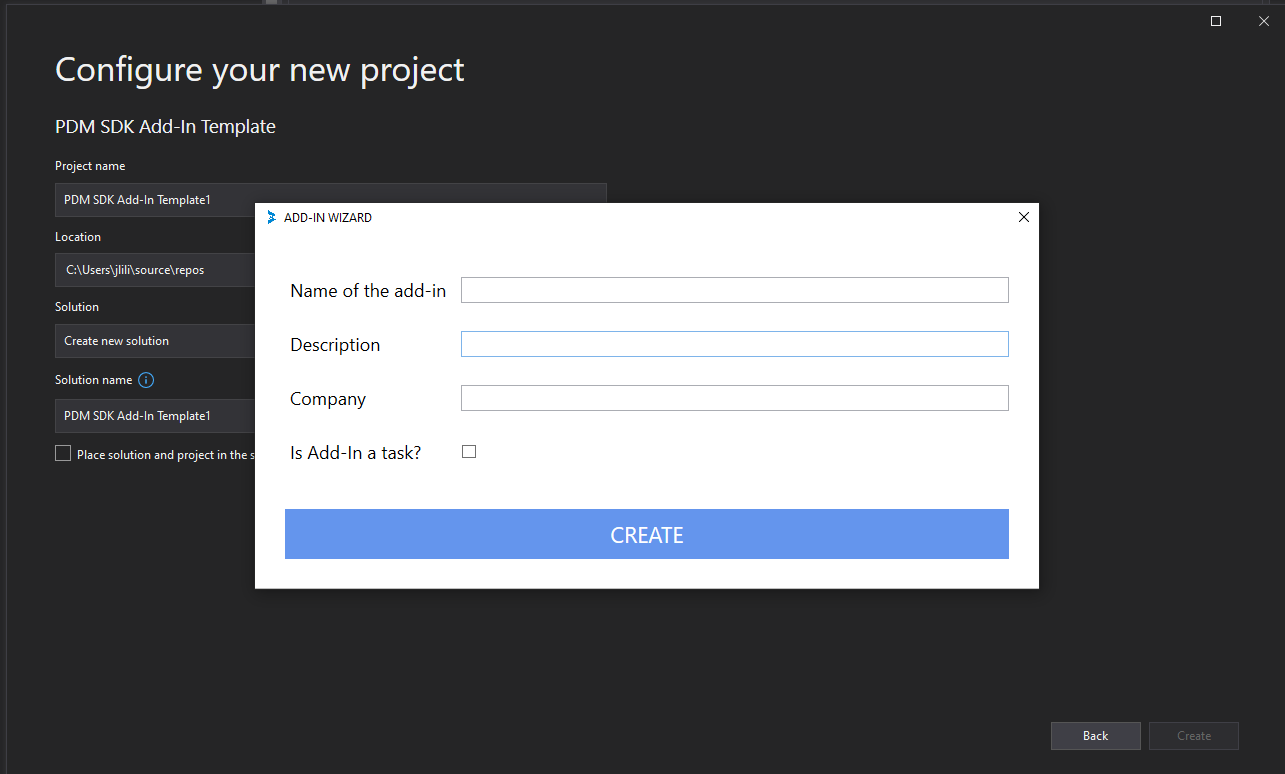 Configure your new project
PDM SDK Add-In Template
Project name
PDM SDK Add-In Template1
Location
C:\Users\jlili\source\repos
Solution
Create new solution
Solution name
PDM SDK Add-In Template1
Place solution and project in the s
ADD-IN WIZARD
Name of the add-in
Description
Company
Is Add-In a task?
CREATE
Back
Create